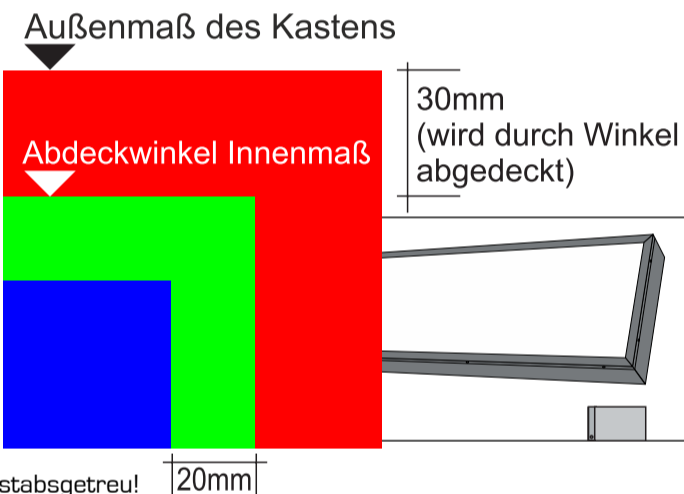 Außenmaß des Kastens
30mm
(wird durch Winkel
abgedeckt)
Abdeckwinkel Innenmaß
stabsgetreu!
20mm